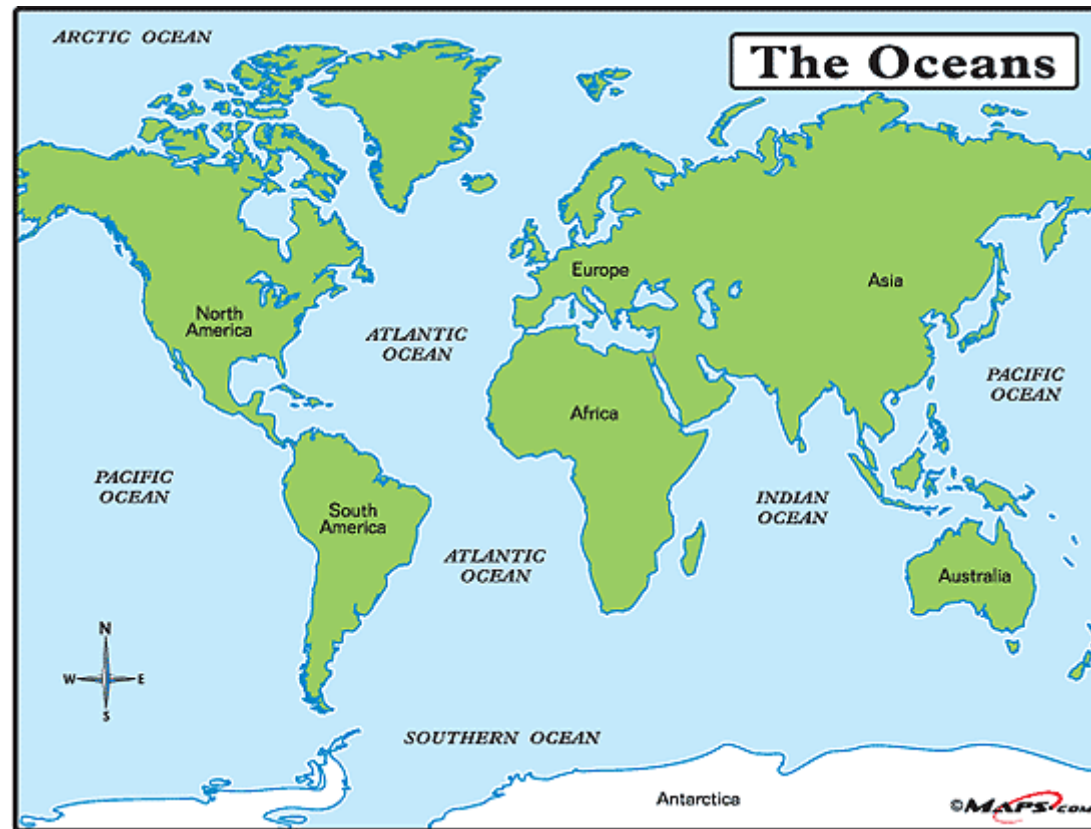 ARCTIC OCEAN
The Oceans
Europe
Asia
North
America
ATLANTIC
OCEAN
PACIFIC
OCEAN
Africa
PACIFIC
OCEAN
INDIAN
OCEAN
South
America
ATLANTIC
OCEAN
Australia
N
W E
S
SOUTHERN OCEAN
Antarctica
©MAPS.COM